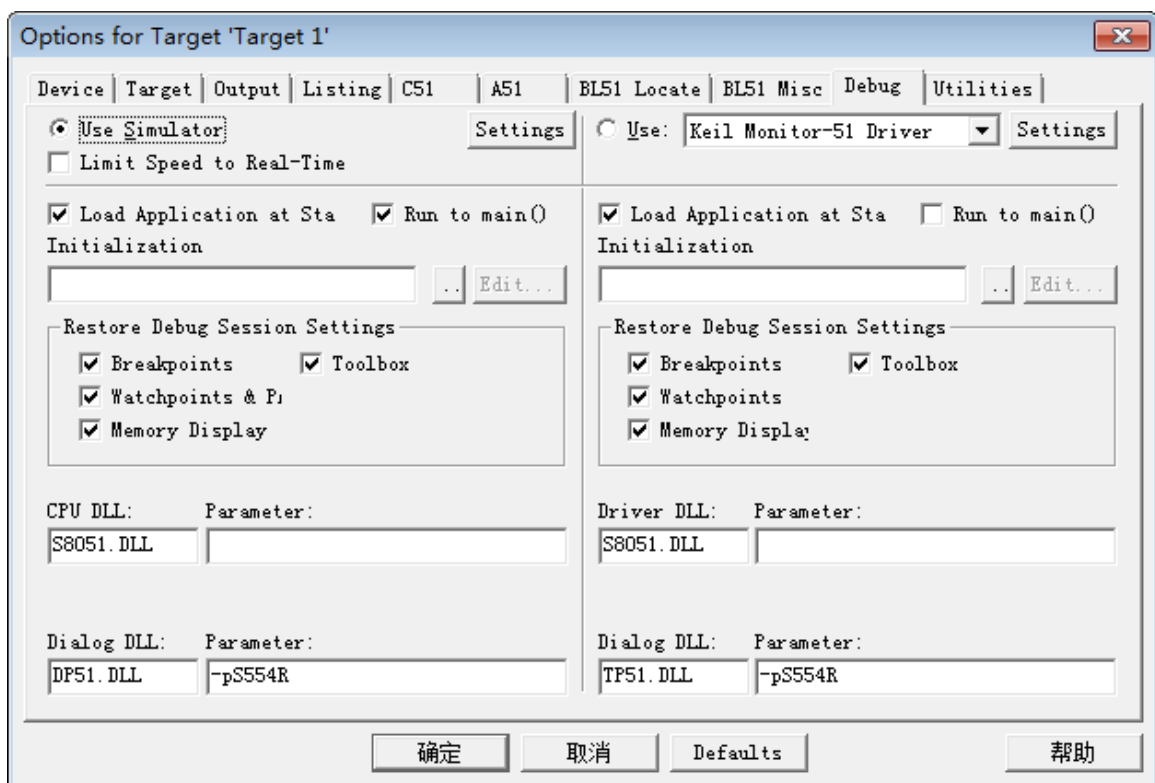 Options for Target 'Target 1'
Device Target Output Listing C51 A51 BL51 Locate BL51 Misc Debug Utilities
Use Simulator Settings Use: Keil Monitor-51 Driver Settings
Limit Speed to Real-Time
Load Application at Sta Run to main() Load Application at Sta Run to main()
Initialization Initialization
.. Edit... .. Edit...
Restore Debug Session Settings Restore Debug Session Settings
Breakpoints Toolbox Breakpoints Toolbox
Watchpoints & Pa Watchpoints
Memory Display Memory Display
CPU DLL: Parameter: Driver DLL: Parameter:
S8051.DLL S8051.DLL
Dialog DLL: Parameter: Dialog DLL: Parameter:
DP51.DLL -pS554R TP51.DLL -pS554R
确定 取消 Defaults 帮助